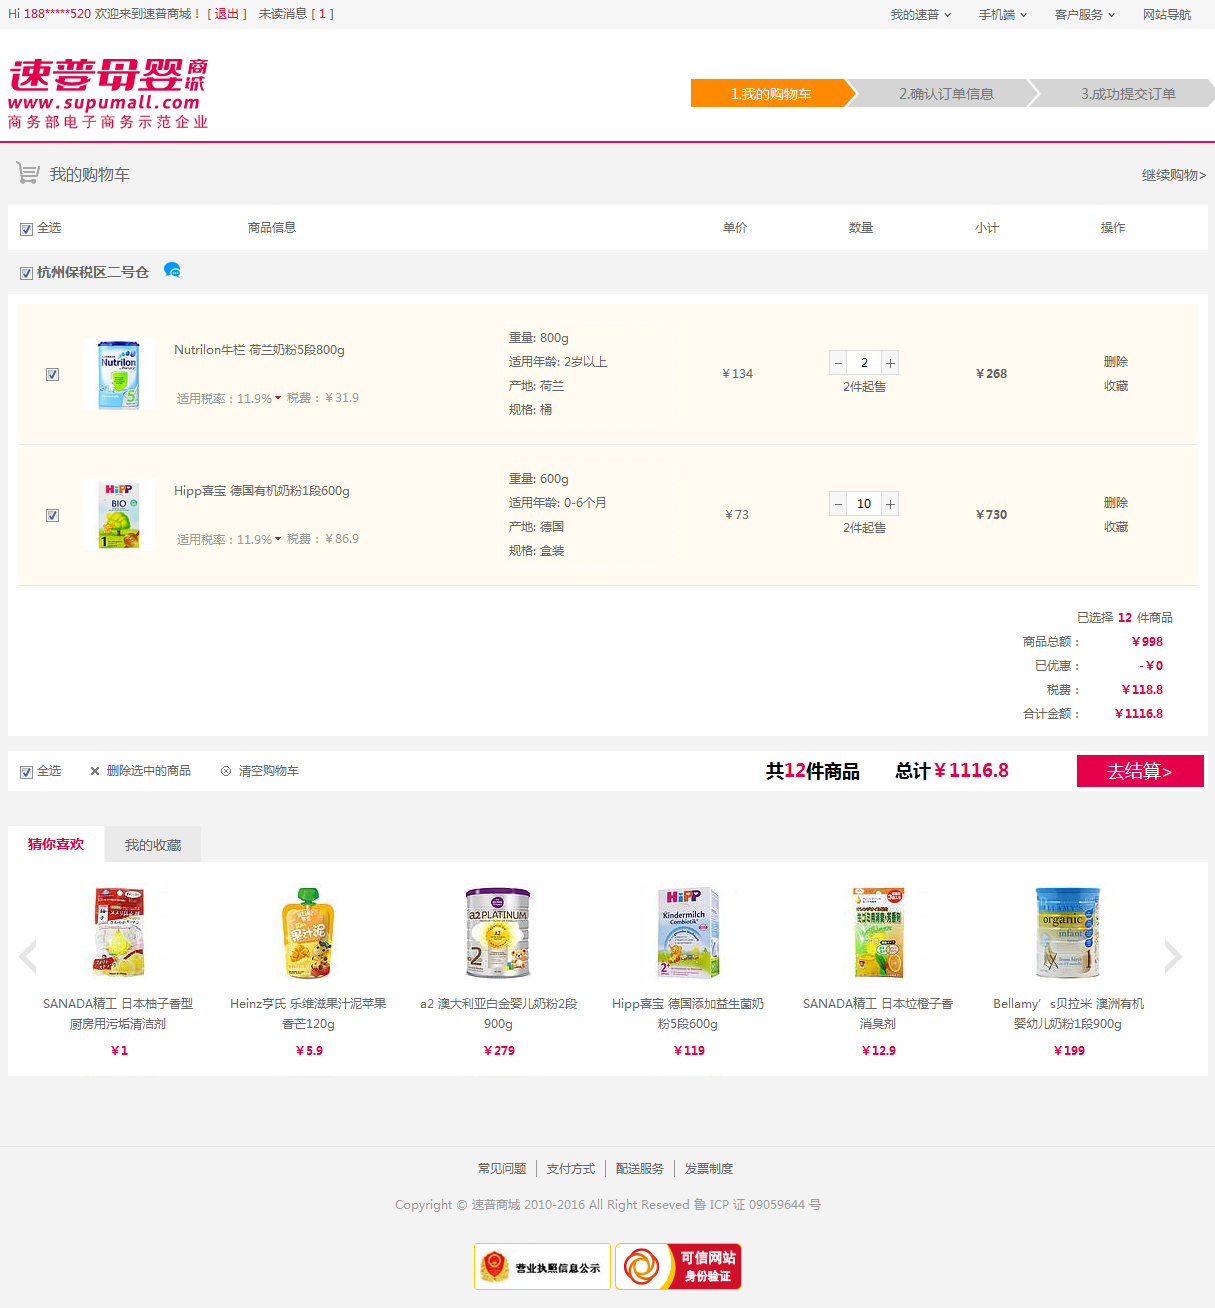 Hi 188*****520 欢迎来到速普商城！ [ 退出 ] 未读消息 [ 1 ]
我的速普 手机端 客户服务 网站导航
速普母婴商城
www.supumall.com
商务部电子商务示范企业
1.我的购物车 2.确认订单信息 3.成功提交订单
我的购物车 继续购物>
全选 商品信息 单价 数量 小计 操作
杭州保税区二号仓
Nutrilon牛栏 荷兰奶粉5段800g
适用税率：11.9% 税费：￥31.9
重量: 800g
适用年龄: 2岁以上
产地: 荷兰
规格: 桶
￥134
− 2 +
2件起售
￥268
删除
收藏
Hipp喜宝 德国有机奶粉1段600g
适用税率：11.9% 税费：￥86.9
重量: 600g
适用年龄: 0-6个月
产地: 德国
规格: 盒装
￥73
− 10 +
2件起售
￥730
删除
收藏
已选择 12 件商品
商品总额： ￥998
已优惠： -￥0
税费： ￥118.8
合计金额： ￥1116.8
全选 删除选中的商品 清空购物车 共12件商品 总计￥1116.8 去结算>
猜你喜欢 我的收藏
SANADA精工 日本柚子香型
厨房用污垢清洁剂
￥1
Heinz亨氏 乐维滋果汁泥苹果
香芒120g
￥5.9
a2 澳大利亚白金婴儿奶粉2段
900g
￥279
Hipp喜宝 德国添加益生菌奶
粉5段600g
￥119
SANADA精工 日本垃橙子香
消臭剂
￥12.9
Bellamy’s贝拉米 澳洲有机
婴幼儿奶粉1段900g
￥199
常见问题 支付方式 配送服务 发票制度
Copyright © 速普商城 2010-2016 All Right Reseved 鲁 ICP 证 09059644 号
营业执照信息公示
可信网站
身份验证